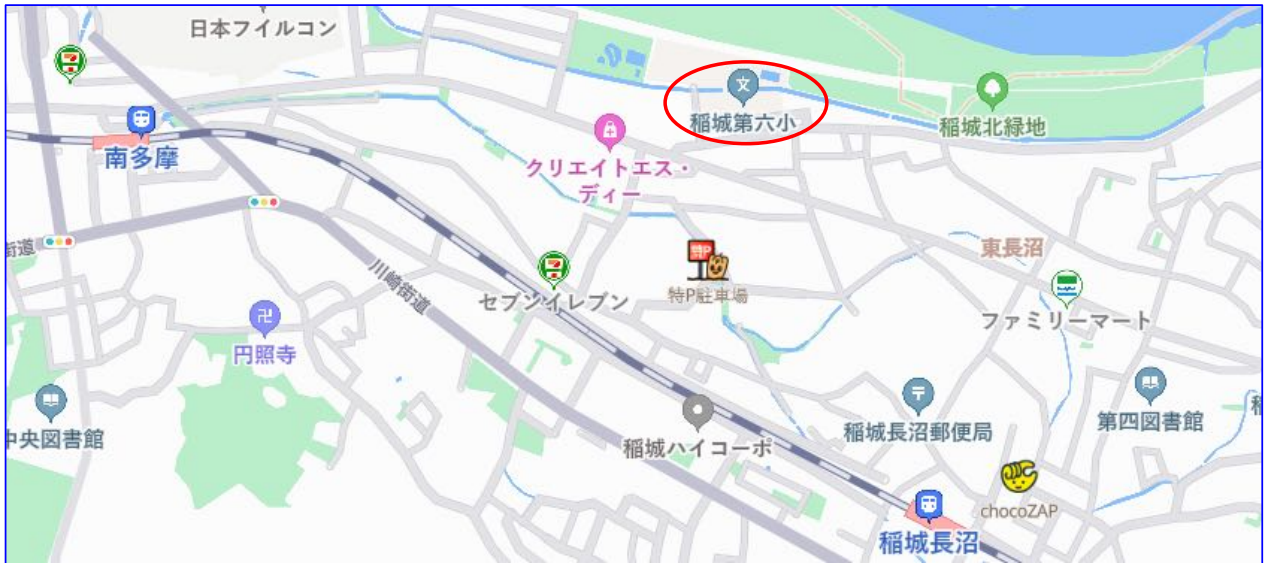 日本フイルコン
文
稲城第六小
稲城北緑地
南多摩
クリエイトエス・
ディー
街道
東長沼
特P
特P駐車場
川崎街道
セブンイレブン
ファミリーマート
円照寺
中央図書館
稲城ハイコーポ
稲城長沼郵便局
第四図書館
chocoZAP
稲城長沼